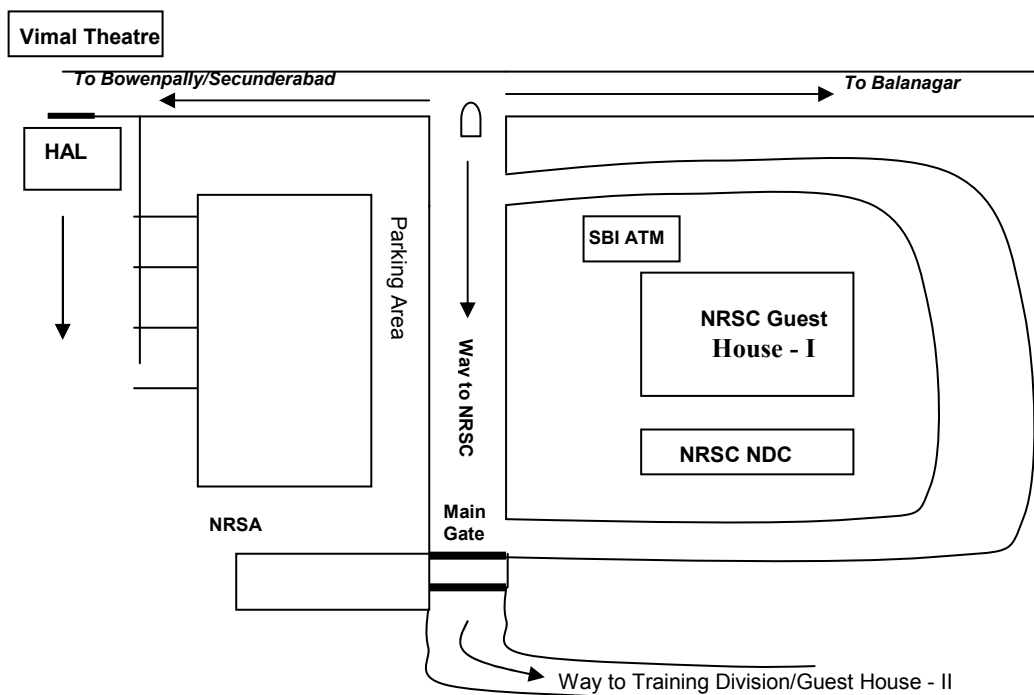 Vimal Theatre
To Bowenpally/Secunderabad
To Balanagar
HAL
Parking Area
SBI ATM
NRSC Guest
House - I
Way to NRSC
NRSC NDC
NRSA
Main
Gate
Way to Training Division/Guest House - II